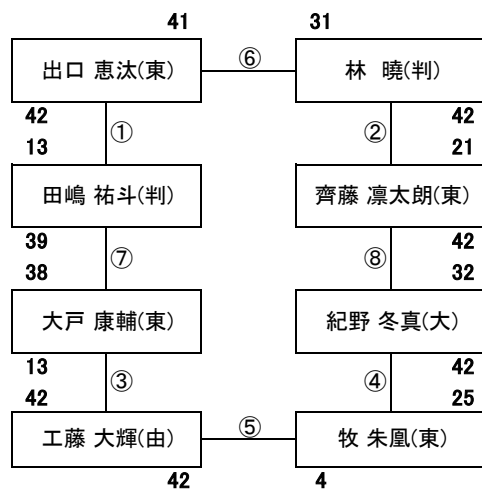 41 31
出口 恵汰(東) ⑥ 林 曉(判)
42 42
① ②
13 21
田嶋 祐斗(判) 齊藤 凛太朗(東)
39 42
⑦ ⑧
38 32
大戸 康輔(東) 紀野 冬真(大)
13 42
③ ④
42 25
工藤 大輝(由) ⑤ 牧 朱凰(東)
42 4